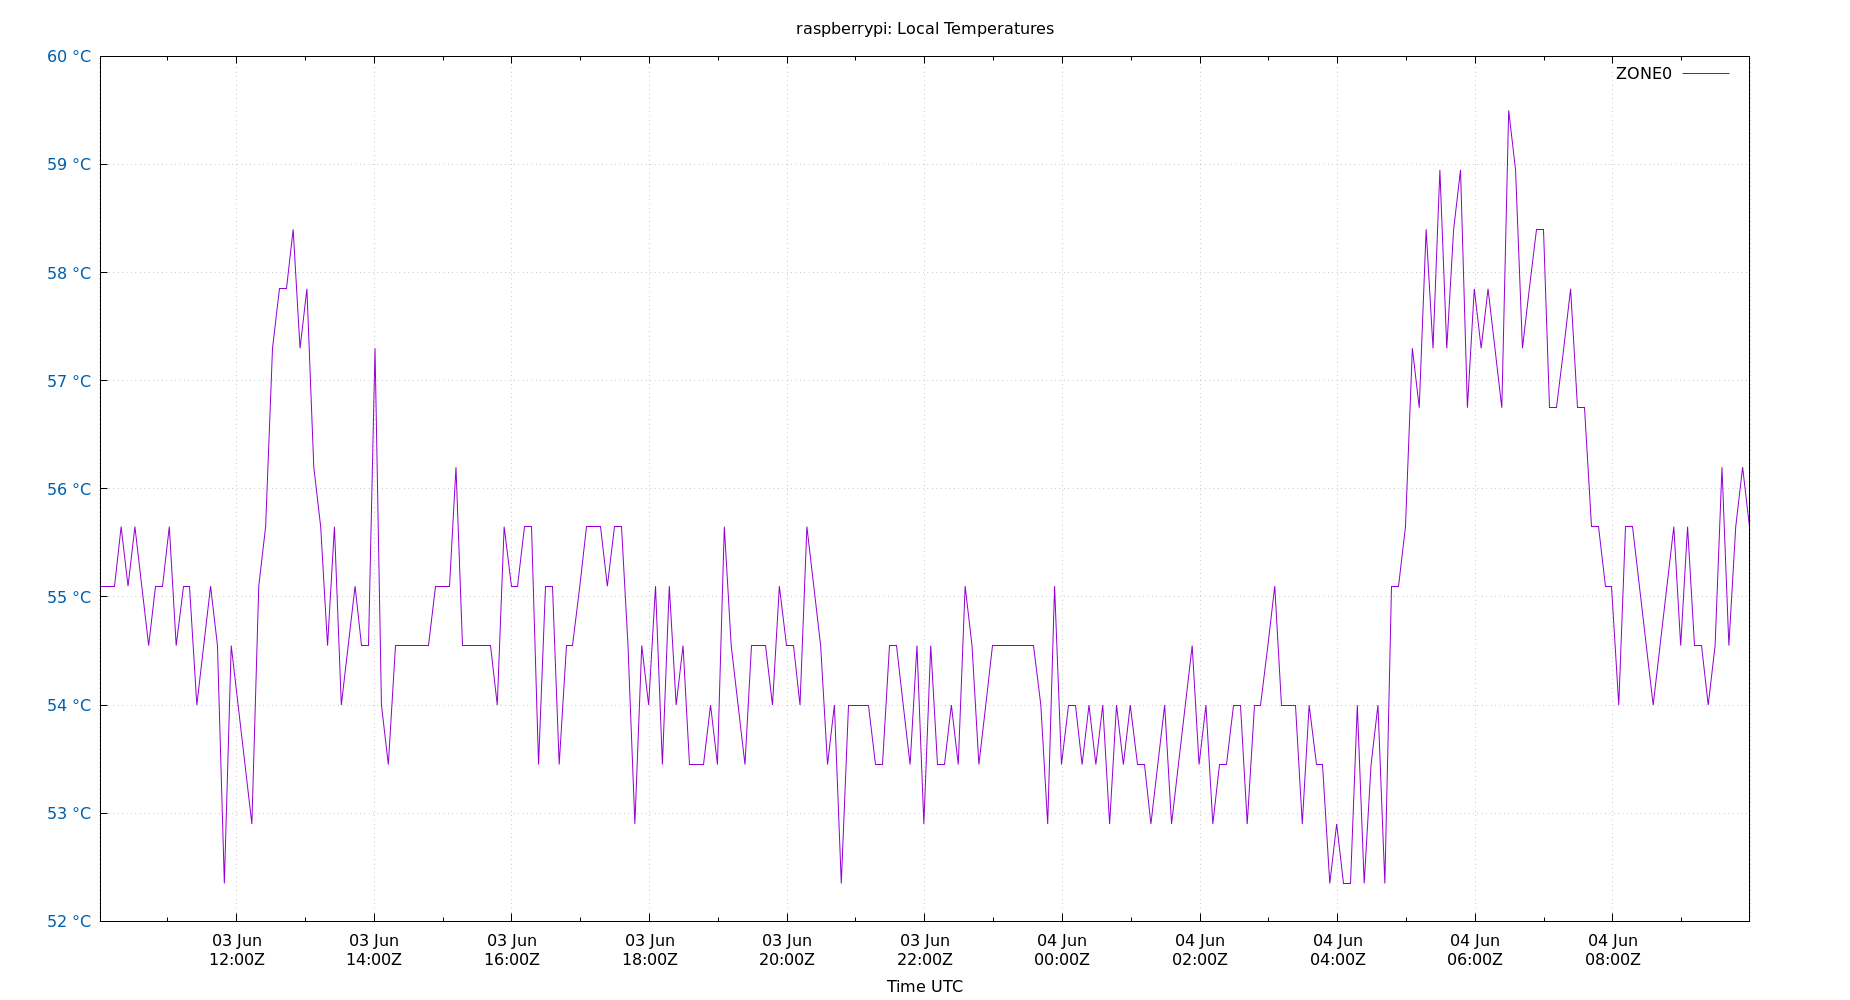 raspberrypi: Local Temperatures
60 °C
ZONE0
59 °C
58 °C
57 °C
56 °C
55 °C
54 °C
53 °C
52 °C
03 Jun 03 Jun 03 Jun 03 Jun 03 Jun 03 Jun 04 Jun 04 Jun 04 Jun 04 Jun 04 Jun
12:00Z 14:00Z 16:00Z 18:00Z 20:00Z 22:00Z 00:00Z 02:00Z 04:00Z 06:00Z 08:00Z
Time UTC